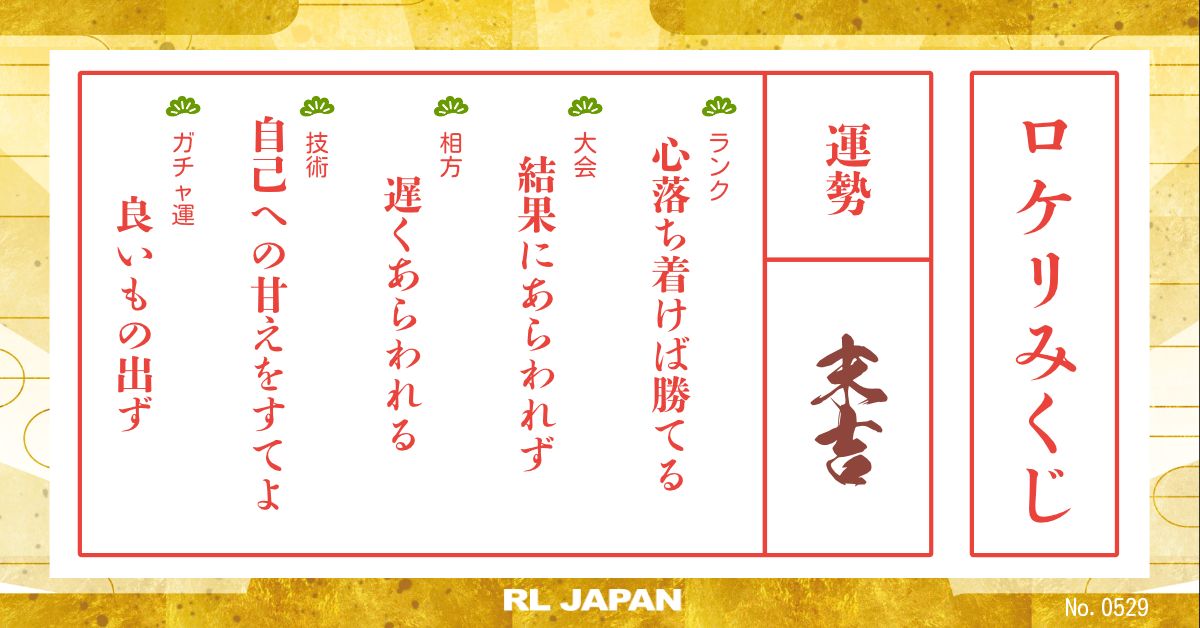 ロケリみくじ
運勢
末吉
ランク
心落ち着けば勝てる
大会
結果にあらわれず
相方
遅くあらわれる
技術
自己への甘えをすてよ
ガチャ運
良いもの出ず
RL JAPAN
No. 0529